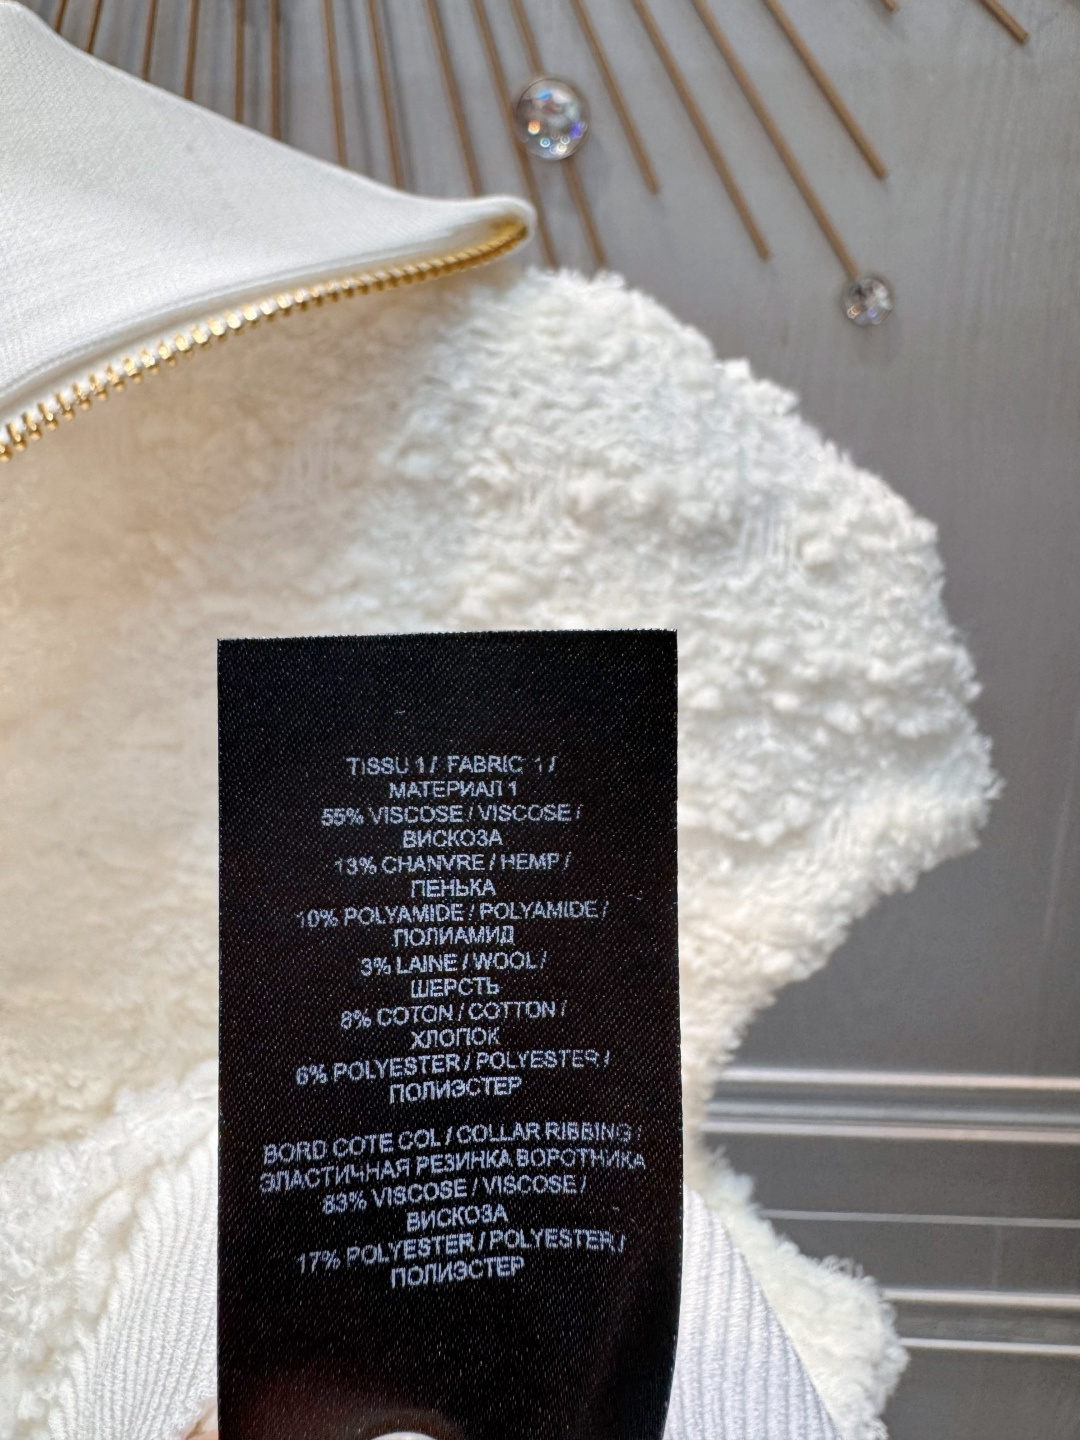 TISSU 1 / FABRIC 1 /
МАТЕРИАЛ 1
55% VISCOSE / VISCOSE /
ВИСКОЗА
13% CHANVRE / HEMP /
ПЕНЬКА
10% POLYAMIDE / POLYAMIDE /
ПОЛИАМИД
3% LAINE / WOOL /
ШЕРСТЬ
8% COTON / COTTON /
ХЛОПОК
6% POLYESTER / POLYESTER /
ПОЛИЭСТЕР
BORD COTE COL / COLLAR RIBBING /
ЭЛАСТИЧНАЯ РЕЗИНКА ВОРОТНИКА
83% VISCOSE / VISCOSE /
ВИСКОЗА
17% POLYESTER / POLYESTER /
ПОЛИЭСТЕР